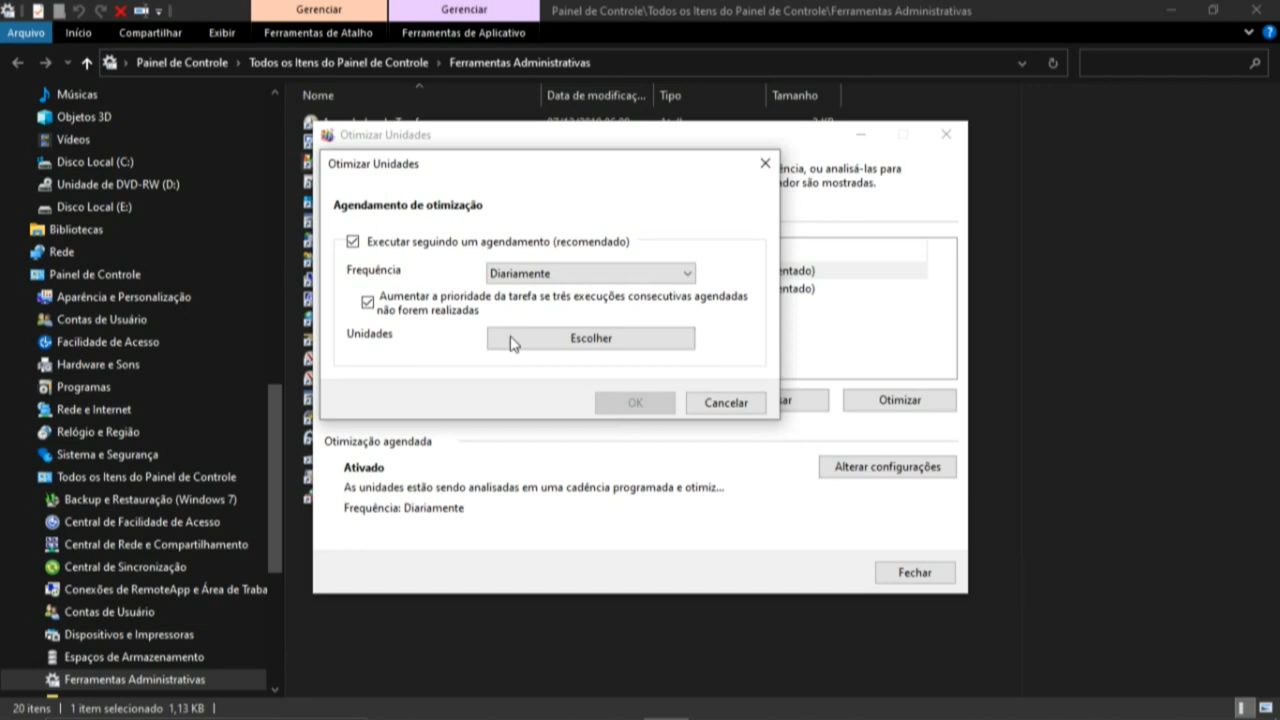 Gerenciar
Gerenciar
Painel de Controle\Todos os Itens do Painel de Controle\Ferramentas Administrativas
Arquivo
Início
Compartilhar
Exibir
Ferramentas de Atalho
Ferramentas de Aplicativo
Painel de Controle
Todos os Itens do Painel de Controle
Ferramentas Administrativas
Músicas
Objetos 3D
Vídeos
Disco Local (C:)
Unidade de DVD-RW (D:)
Disco Local (E:)
Bibliotecas
Rede
Painel de Controle
Aparência e Personalização
Contas de Usuário
Facilidade de Acesso
Hardware e Sons
Programas
Rede e Internet
Relógio e Região
Sistema e Segurança
Todos os Itens do Painel de Controle
Backup e Restauração (Windows 7)
Central de Facilidade de Acesso
Central de Rede e Compartilhamento
Central de Sincronização
Conexões de RemoteApp e Área de Traba
Contas de Usuário
Dispositivos e Impressoras
Espaços de Armazenamento
Ferramentas Administrativas
Nome
Data de modificaç...
Tipo
Tamanho
Otimizar Unidades
ência, ou analisá-las para
dor são mostradas.
entado)
entado)
Otimizar Unidades
Agendamento de otimização
Executar seguindo um agendamento (recomendado)
Frequência
Diariamente
Aumentar a prioridade da tarefa se três execuções consecutivas agendadas
não forem realizadas
Unidades
Escolher
OK
Cancelar
sar
Otimizar
Otimização agendada
Ativado
As unidades estão sendo analisadas em uma cadência programada e otimiz...
Frequência: Diariamente
Alterar configurações
Fechar
20 itens
1 item selecionado 1,13 KB